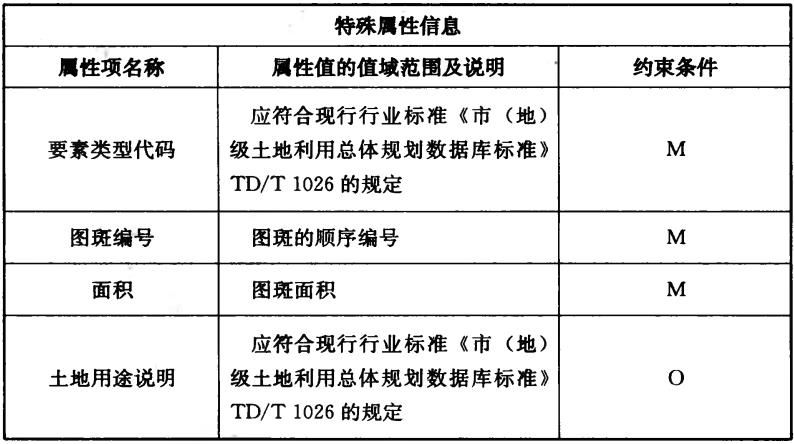 特殊属性信息
属性项名称 属性值的值域范围及说明 约束条件
要素类型代码
应符合现行行业标准《市（地）
级土地利用总体规划数据库标准》
TD/T 1026 的规定
M
图斑编号 图斑的顺序编号 M
面积 图斑面积 M
土地用途说明
应符合现行行业标准《市（地）
级土地利用总体规划数据库标准》
TD/T 1026 的规定
O